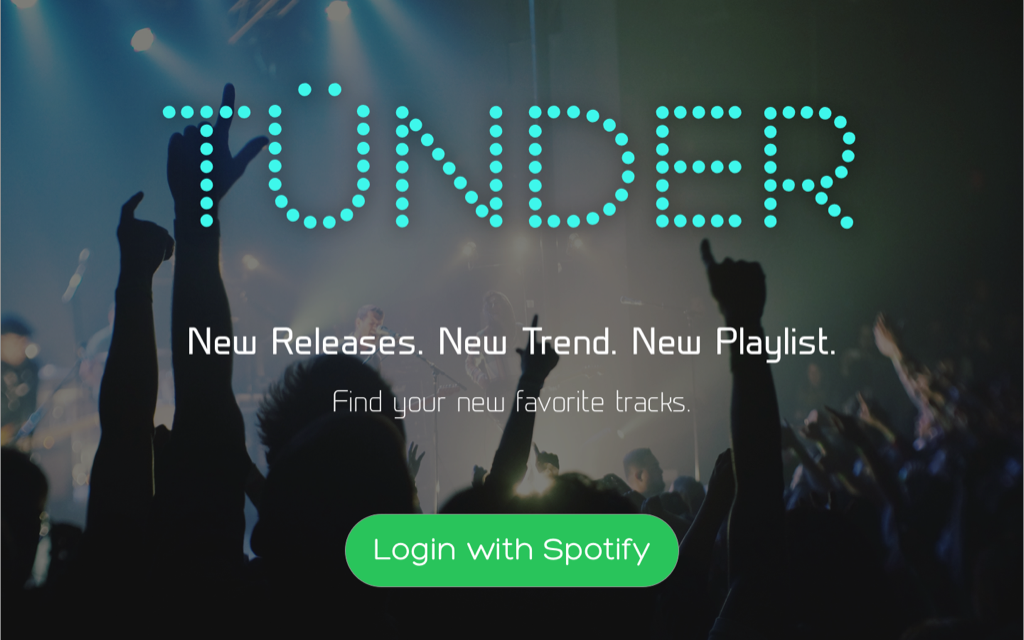 TÜNDER
New Releases. New Trend. New Playlist.
Find your new favorite tracks.
Login with Spotify